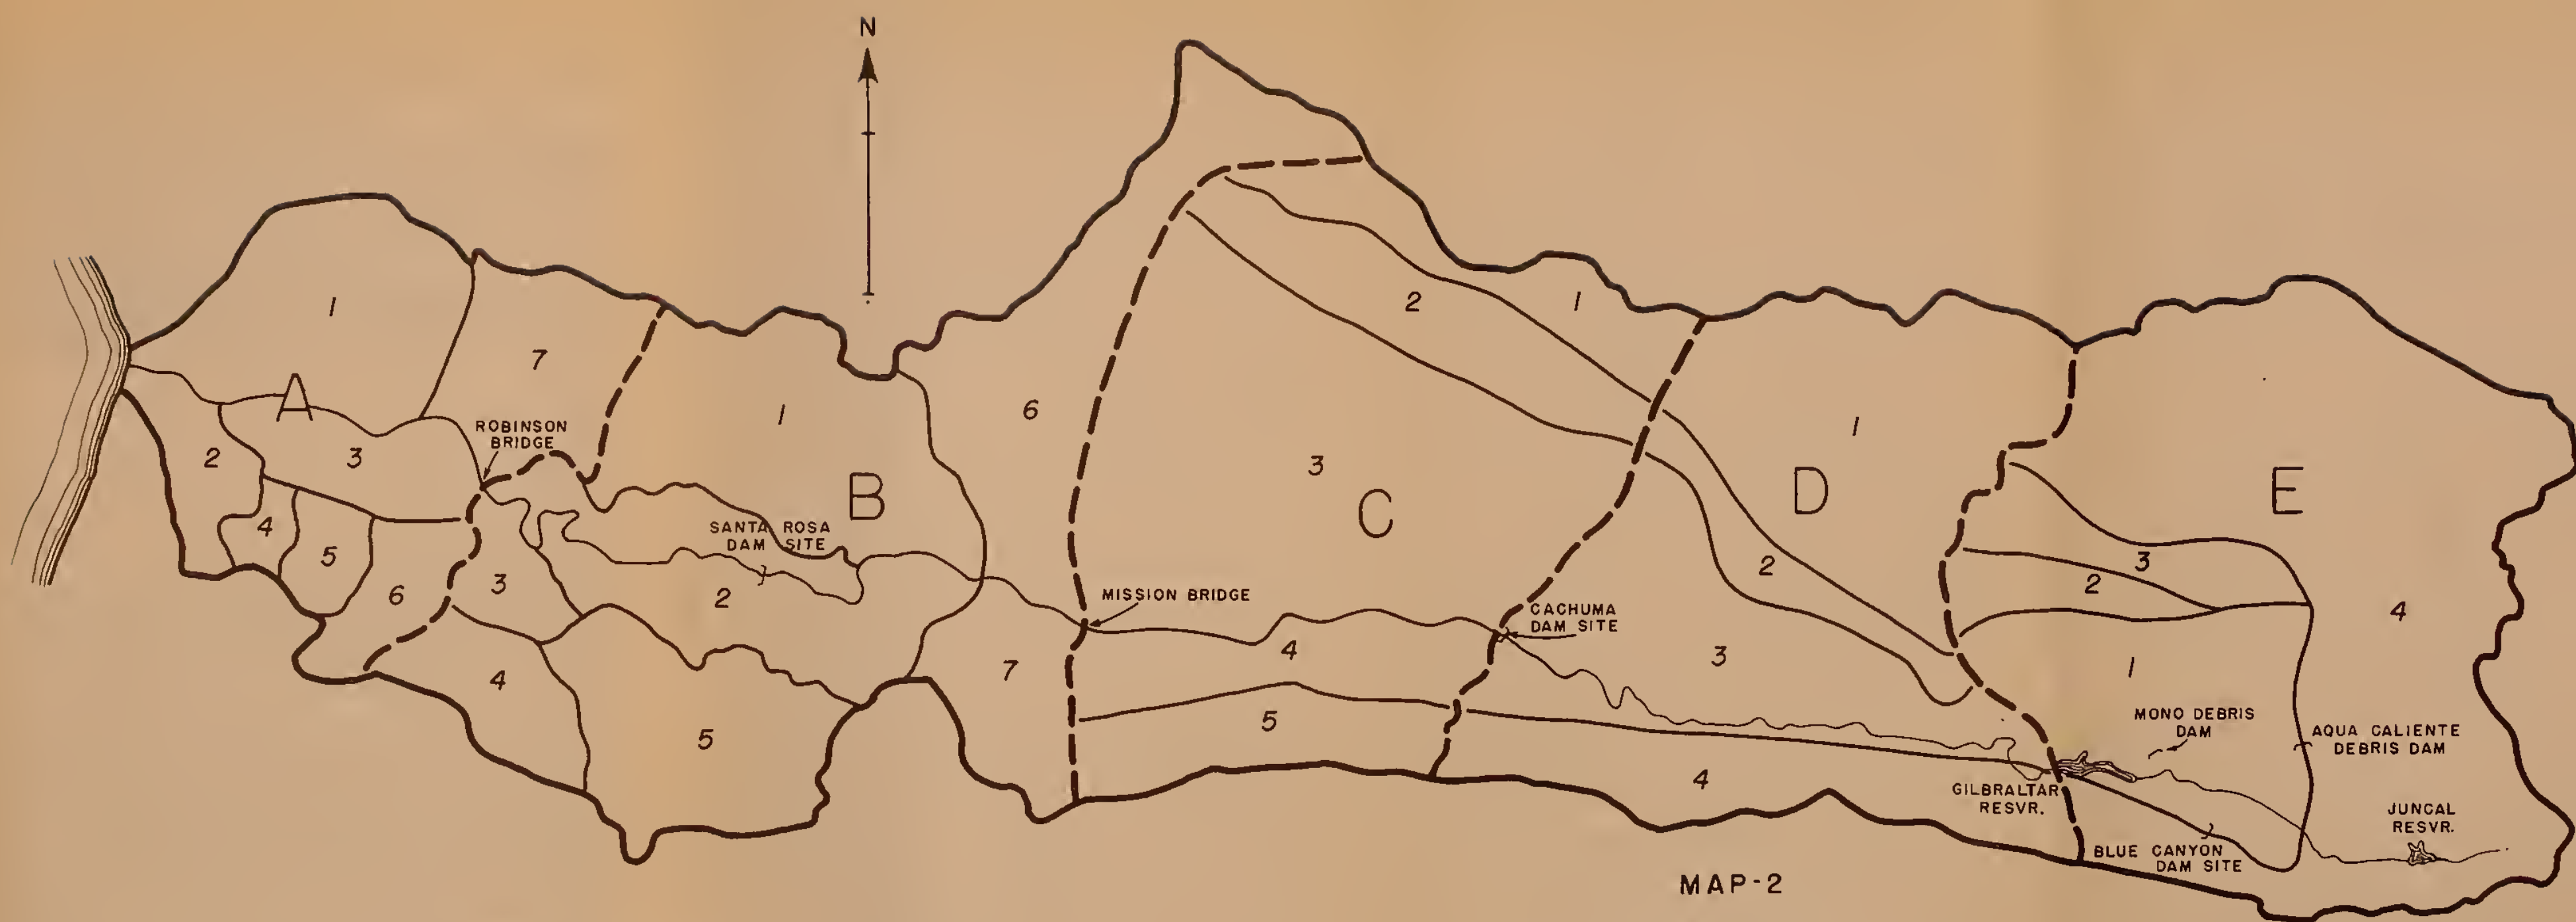 N
1
7
A
ROBINSON
BRIDGE
2
3
4
5
6
1
6
B
SANTA ROSA
DAM SITE
3
2
4
5
7
2
1
3
C
MISSION BRIDGE
CACHUMA
DAM SITE
4
5
1
D
2
3
4
GILBRALTAR
RESVR.
E
3
2
4
1
MONO DEBRIS
DAM
AQUA CALIENTE
DEBRIS DAM
JUNCAL
RESVR.
BLUE CANYON
DAM SITE
MAP-2